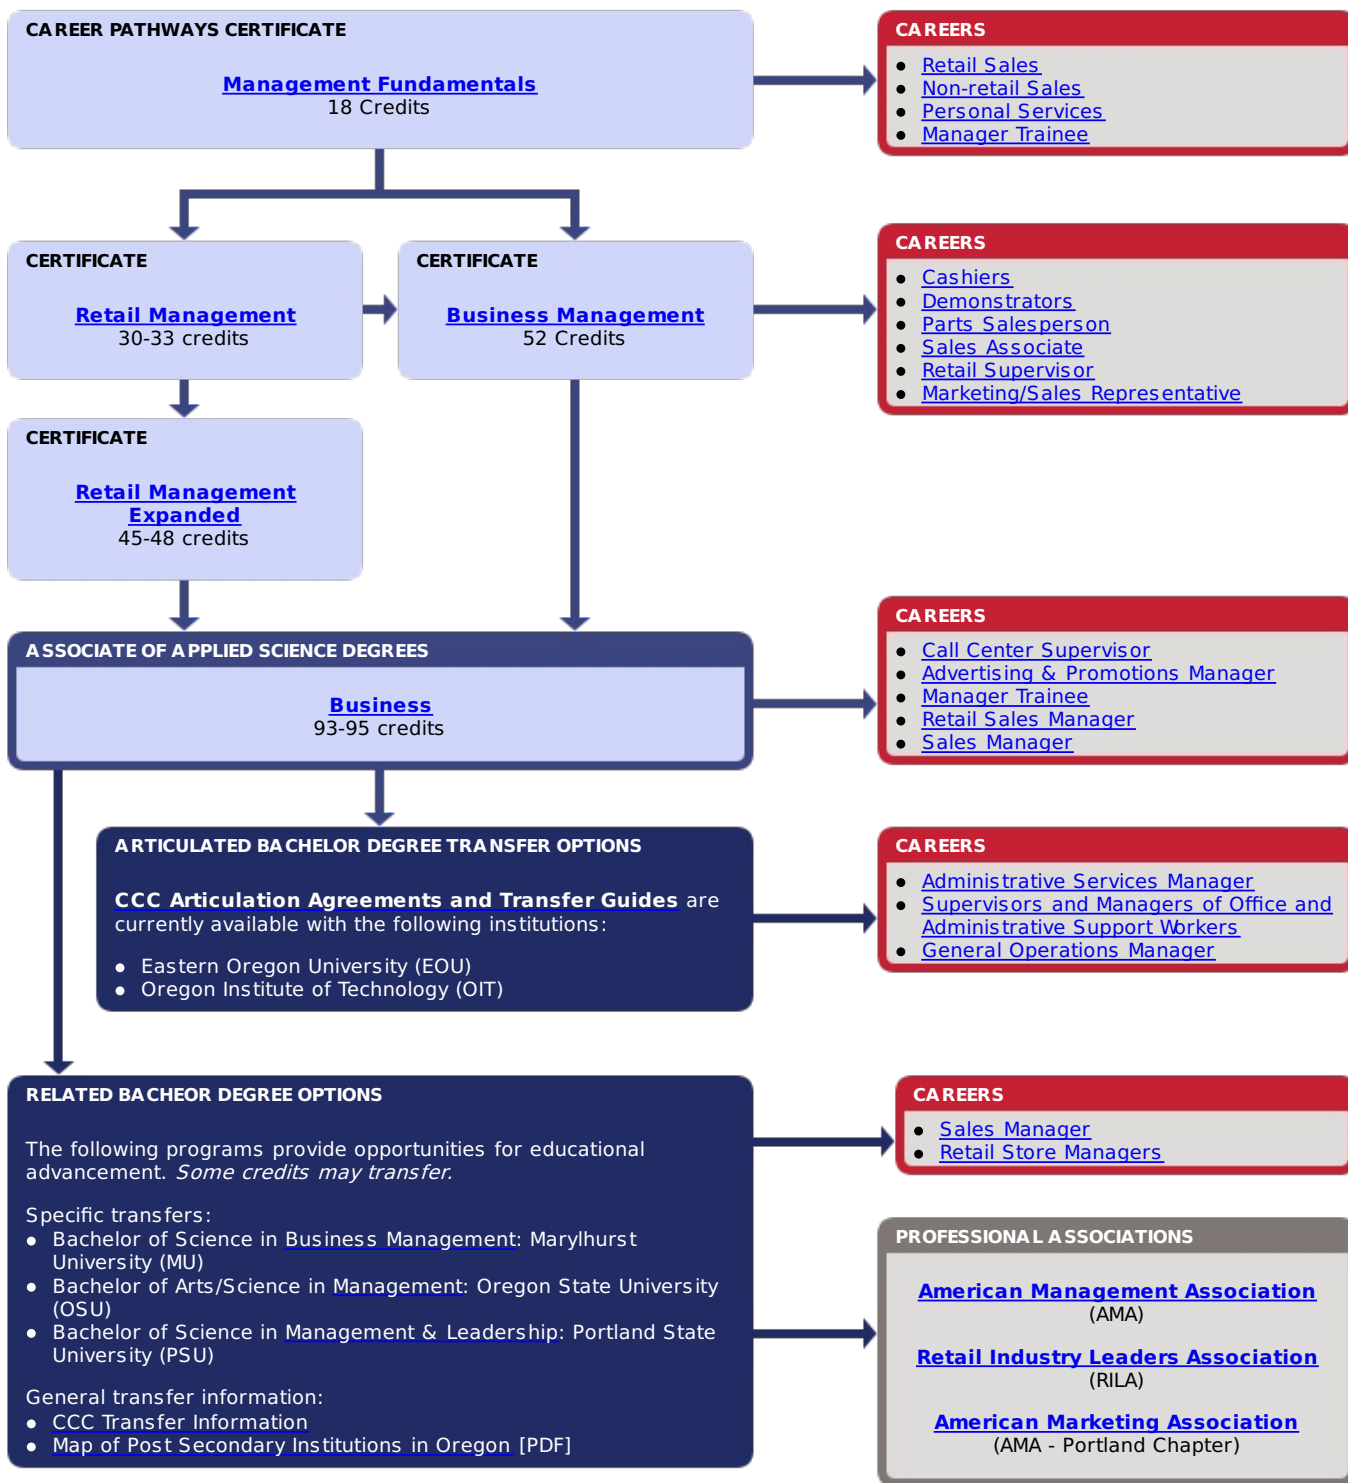 CAREER PATHWAYS CERTIFICATE
Management Fundamentals
18 Credits
CAREERS
● Retail Sales
● Non-retail Sales
● Personal Services
● Manager Trainee
CERTIFICATE
Retail Management
30-33 credits
CERTIFICATE
Business Management
52 Credits
CAREERS
● Cashiers
● Demonstrators
● Parts Salesperson
● Sales Associate
● Retail Supervisor
● Marketing/Sales Representative
CERTIFICATE
Retail Management
Expanded
45-48 credits
ASSOCIATE OF APPLIED SCIENCE DEGREES
Business
93-95 credits
CAREERS
● Call Center Supervisor
● Advertising & Promotions Manager
● Manager Trainee
● Retail Sales Manager
● Sales Manager
ARTICULATED BACHELOR DEGREE TRANSFER OPTIONS
CCC Articulation Agreements and Transfer Guides are
currently available with the following institutions:
● Eastern Oregon University (EOU)
● Oregon Institute of Technology (OIT)
CAREERS
● Administrative Services Manager
● Supervisors and Managers of Office and
Administrative Support Workers
● General Operations Manager
RELATED BACHEOR DEGREE OPTIONS
The following programs provide opportunities for educational
advancement. Some credits may transfer.
Specific transfers:
● Bachelor of Science in Business Management: Marylhurst
University (MU)
● Bachelor of Arts/Science in Management: Oregon State University
(OSU)
● Bachelor of Science in Management & Leadership: Portland State
University (PSU)
General transfer information:
● CCC Transfer Information
● Map of Post Secondary Institutions in Oregon [PDF]
CAREERS
● Sales Manager
● Retail Store Managers
PROFESSIONAL ASSOCIATIONS
American Management Association
(AMA)
Retail Industry Leaders Association
(RILA)
American Marketing Association
(AMA - Portland Chapter)